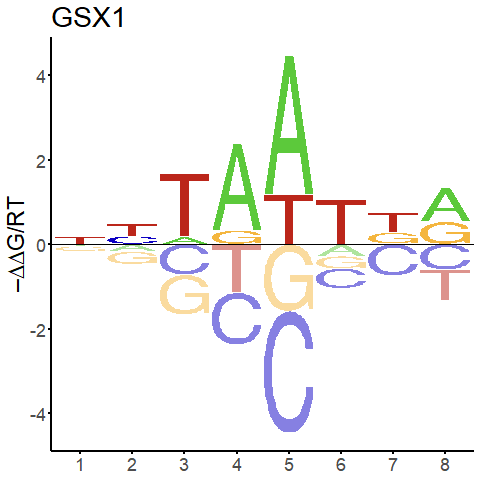 GSX1
−ΔΔG/RT
4
2
0
-2
-4
T G
T C G
T A C G
A G T C
A T G C
T A G C
T G C
A G C T
1 2 3 4 5 6 7 8